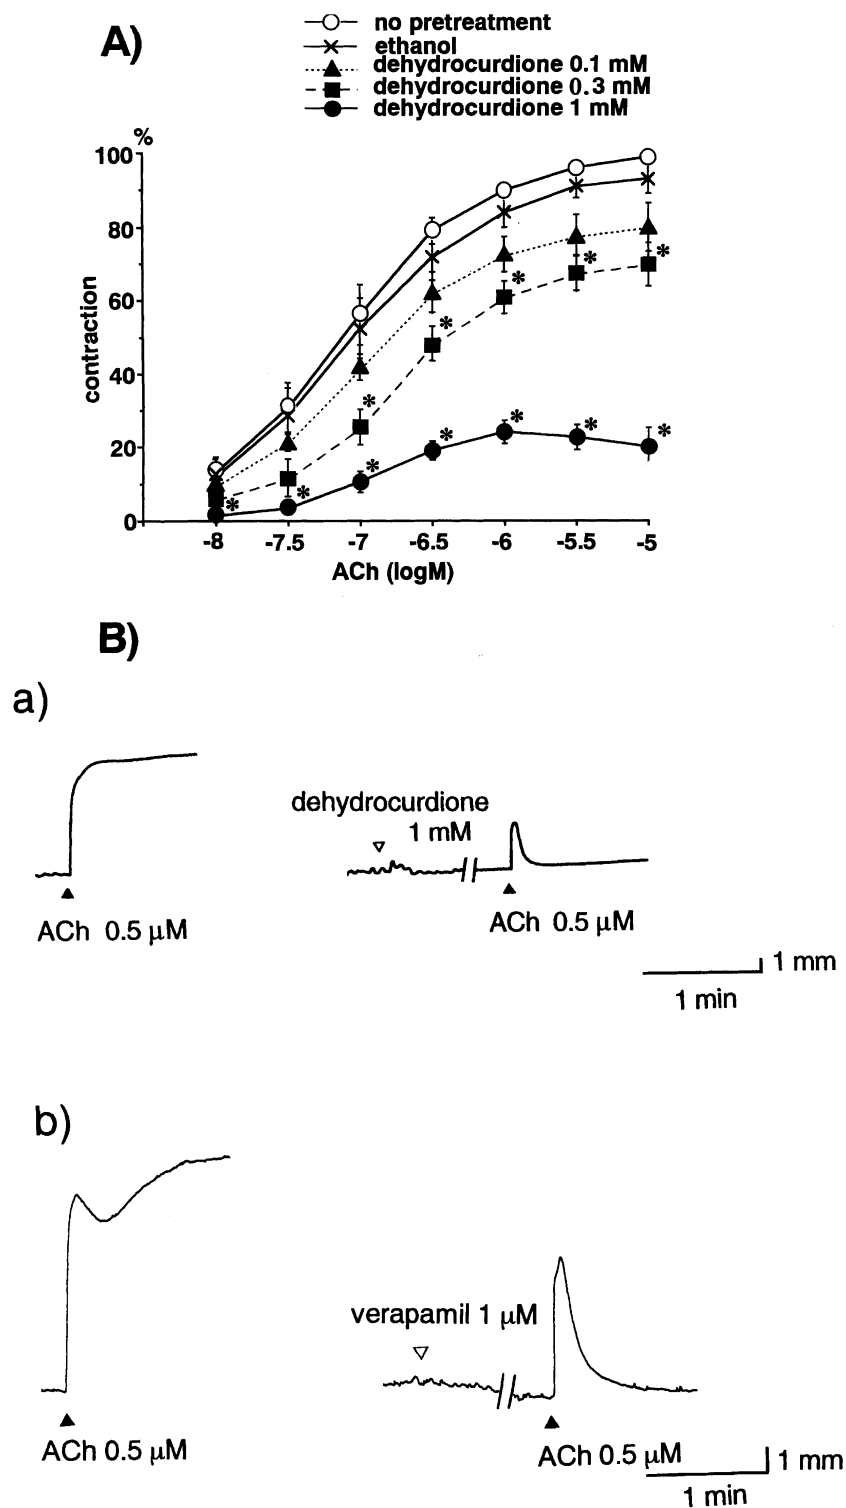 A)
no pretreatment
ethanol
dehydrocurdione 0.1 mM
dehydrocurdione 0.3 mM
dehydrocurdione 1 mM
%
100
80
60
40
20
0
contraction
* * * * * * *
* * * * *
-8 -7.5 -7 -6.5 -6 -5.5 -5
ACh (logM)
B)
a)
dehydrocurdione
1 mM
ACh 0.5 µM
ACh 0.5 µM
1 mm
1 min
b)
verapamil 1 µM
ACh 0.5 µM
ACh 0.5 µM
1 mm
1 min